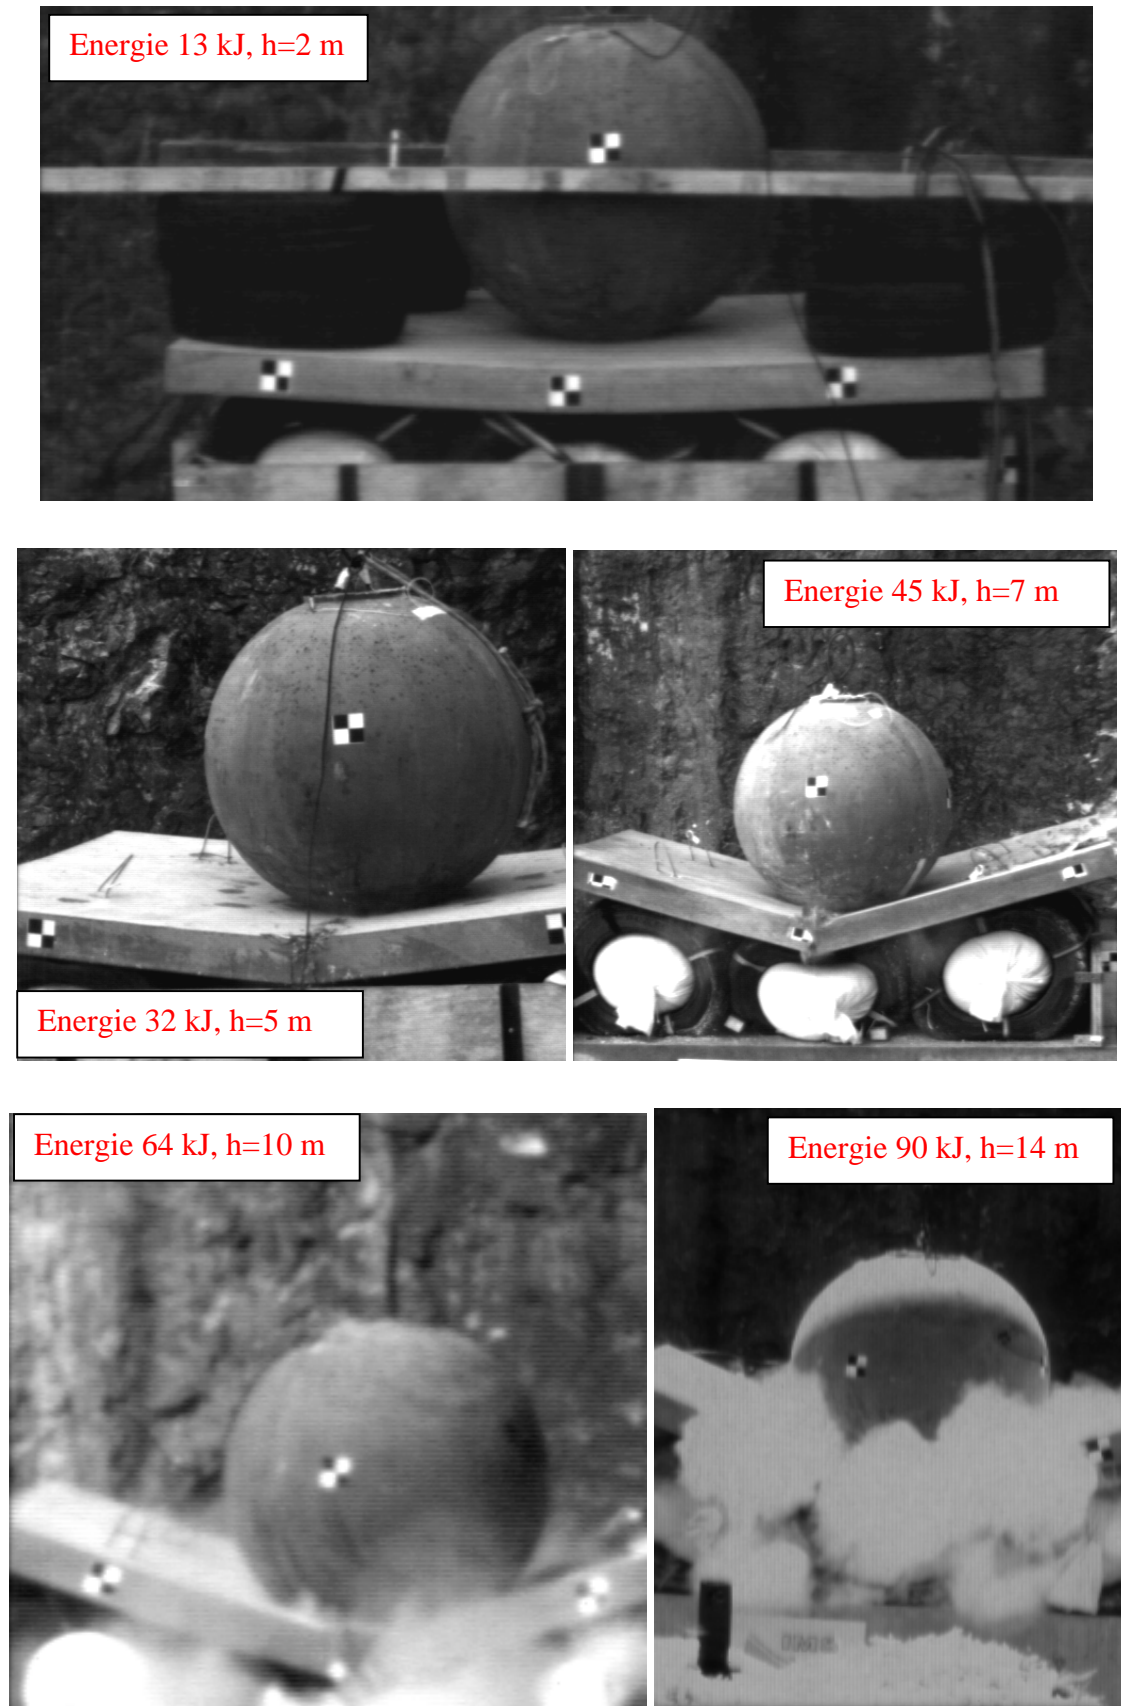 Energie 13 kJ, h=2 m
Energie 45 kJ, h=7 m
Energie 32 kJ, h=5 m
Energie 64 kJ, h=10 m
Energie 90 kJ, h=14 m